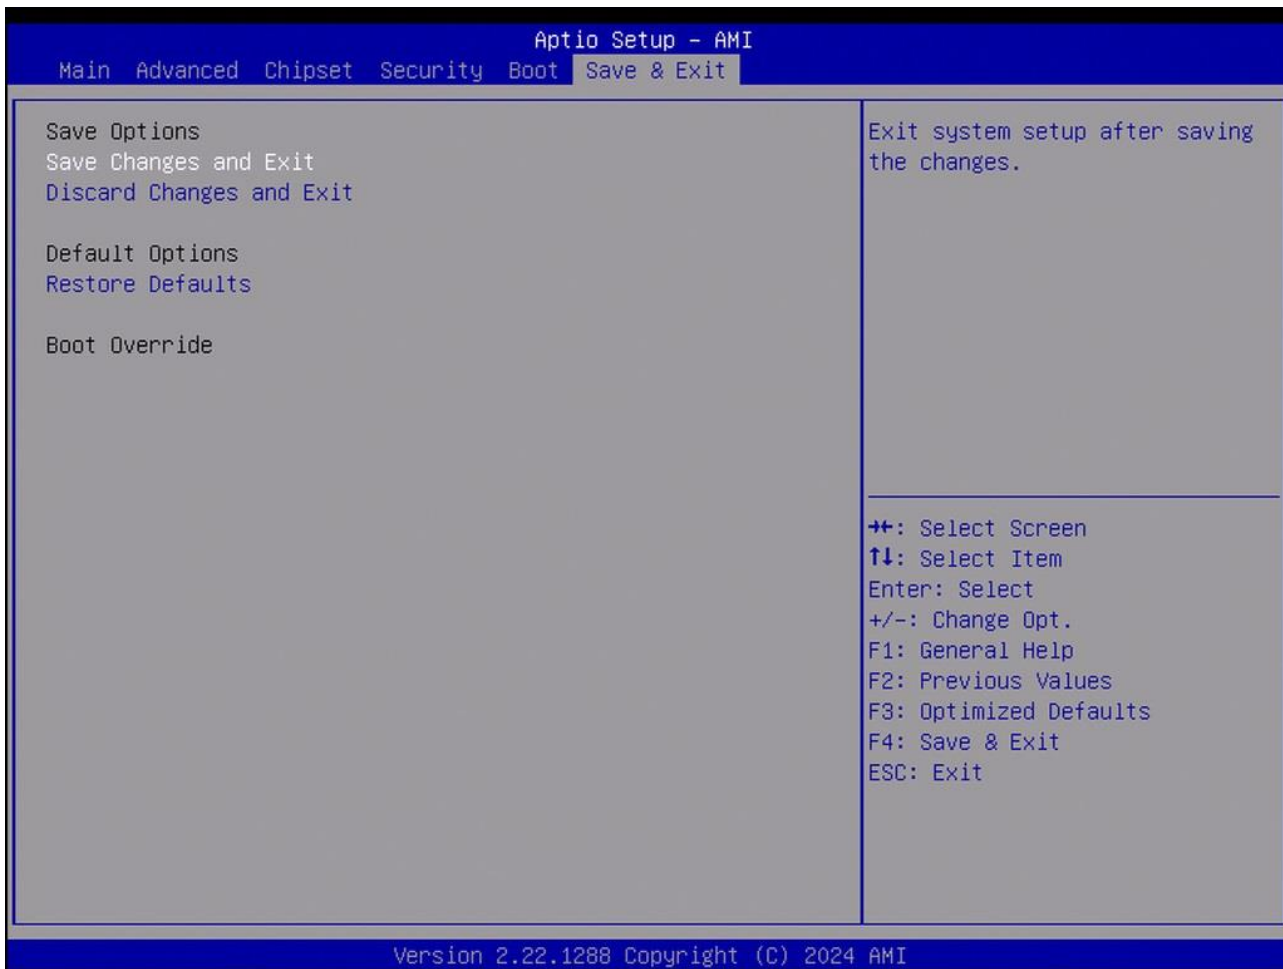 Aptio Setup – AMI
Main Advanced Chipset Security Boot Save & Exit
Save Options
Save Changes and Exit
Discard Changes and Exit
Default Options
Restore Defaults
Boot Override
Exit system setup after saving
the changes.
→←: Select Screen
↑↓: Select Item
Enter: Select
+/-: Change Opt.
F1: General Help
F2: Previous Values
F3: Optimized Defaults
F4: Save & Exit
ESC: Exit
Version 2.22.1288 Copyright (C) 2024 AMI